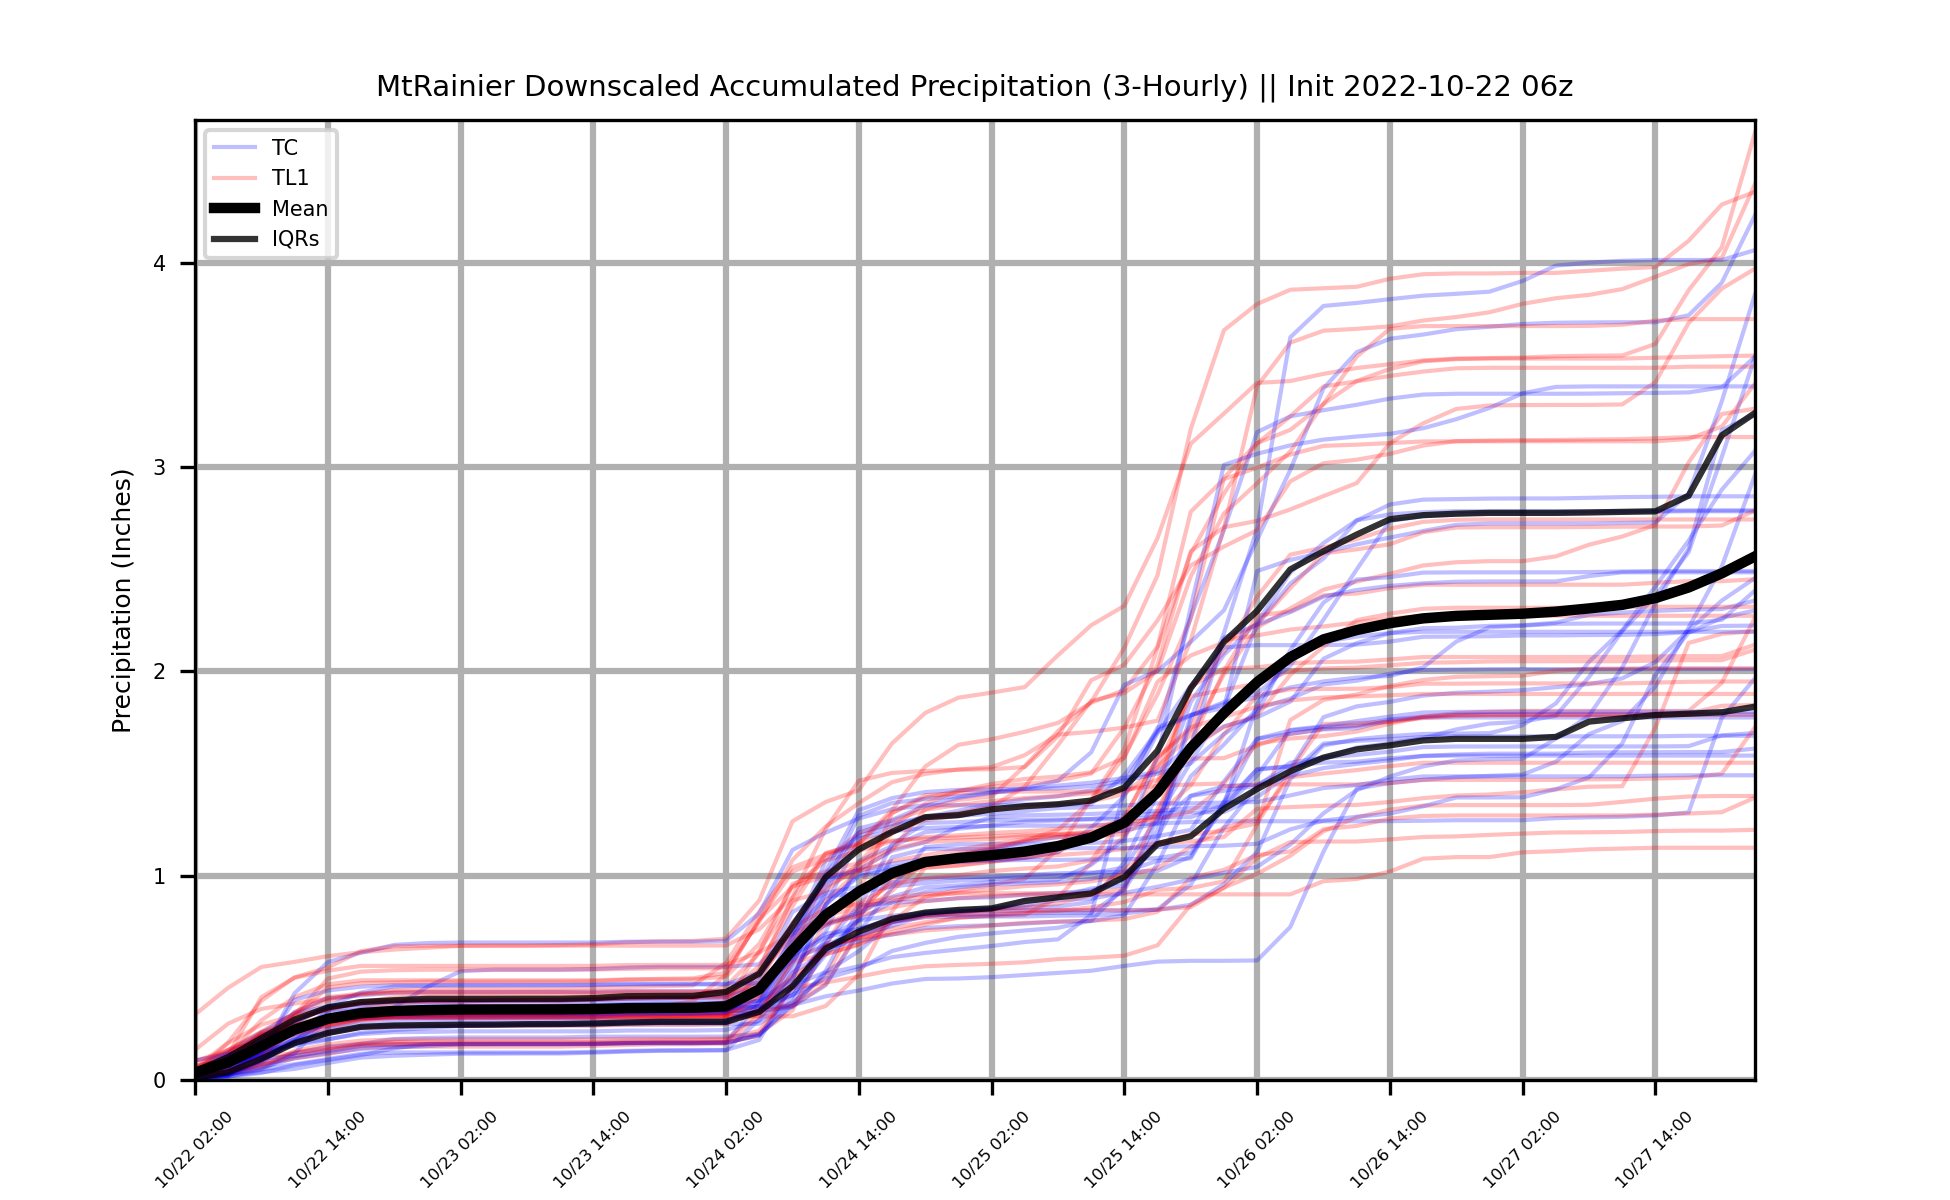 MtRainier Downscaled Accumulated Precipitation (3-Hourly) || Init 2022-10-22 06z
TC
TL1
Mean
IQRs
Precipitation (Inches)
4
3
2
1
0
10/22 02:00
10/22 14:00
10/23 02:00
10/23 14:00
10/24 02:00
10/24 14:00
10/25 02:00
10/25 14:00
10/26 02:00
10/26 14:00
10/27 02:00
10/27 14:00